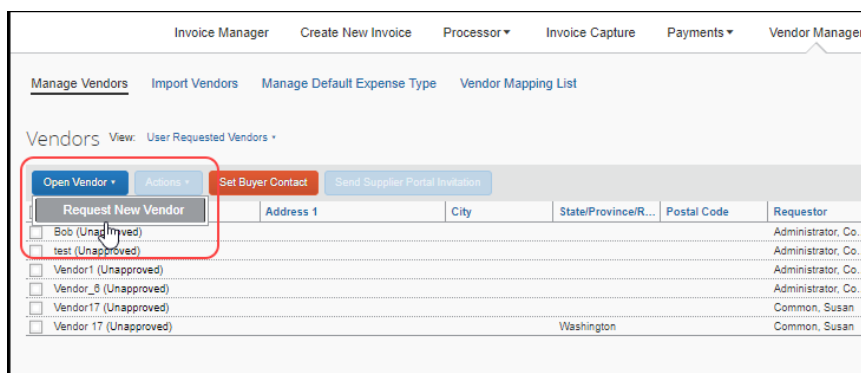 Invoice Manager Create New Invoice Processor Invoice Capture Payments Vendor Manager
Manage Vendors Import Vendors Manage Default Expense Type Vendor Mapping List
Vendors View: User Requested Vendors
Open Vendor Actions Set Buyer Contact Send Supplier Portal Invitation
Request New Vendor Address 1 City State/Province/R... Postal Code Requestor
Bob (Unapproved) Administrator, Co.
test (Unapproved) Administrator, Co.
Vendor1 (Unapproved) Administrator, Co.
Vendor_6 (Unapproved) Administrator, Co.
Vendor17 (Unapproved) Common, Susan
Vendor 17 (Unapproved) Washington Common, Susan